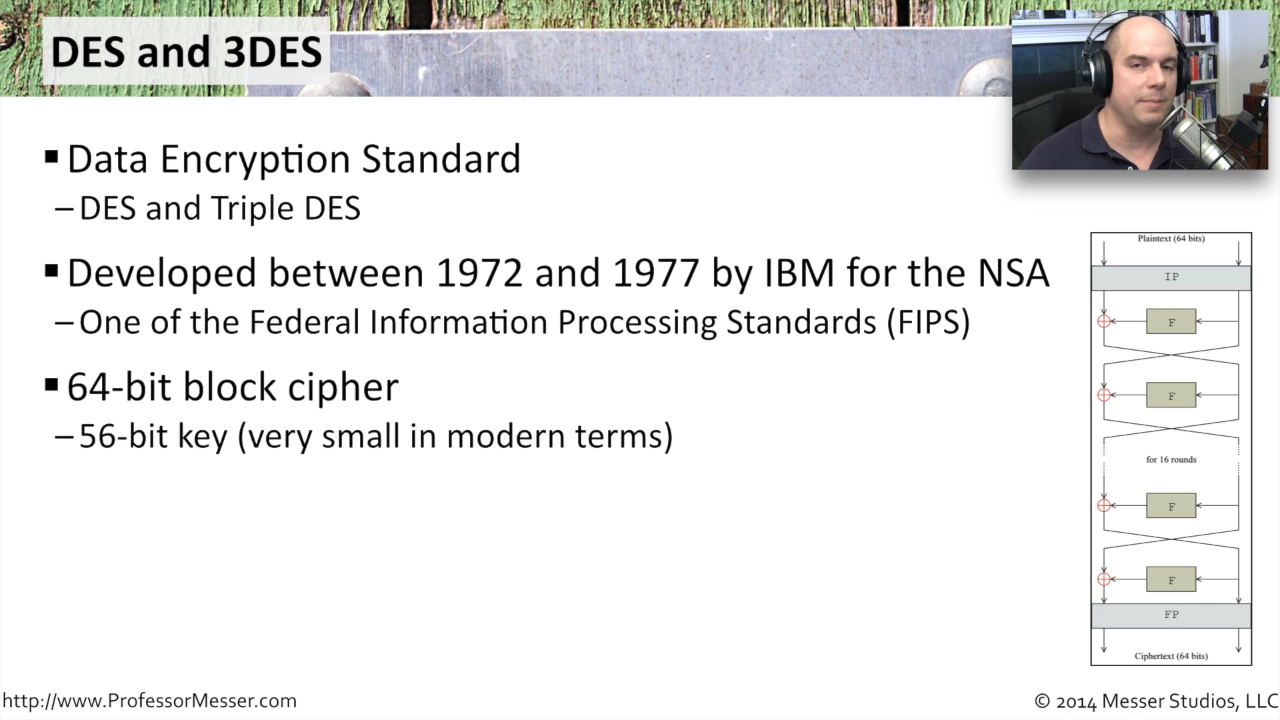 DES and 3DES
▪ Data Encryption Standard
– DES and Triple DES
▪ Developed between 1972 and 1977 by IBM for the NSA
– One of the Federal Information Processing Standards (FIPS)
▪ 64-bit block cipher
– 56-bit key (very small in modern terms)
Plaintext (64 bits)
IP
F
F
for 16 rounds
F
F
FP
Ciphertext (64 bits)
http://www.ProfessorMesser.com
© 2014 Messer Studios, LLC